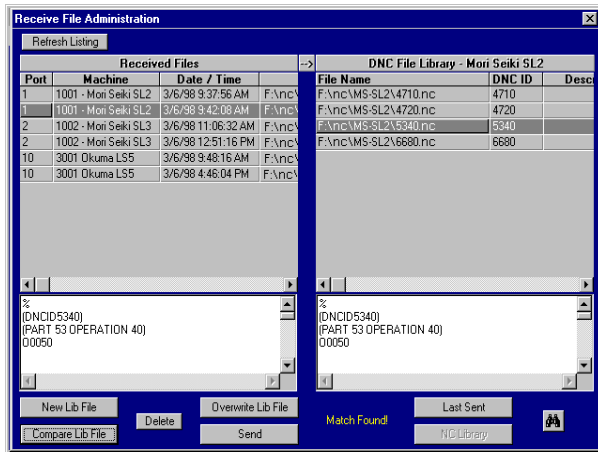 Receive File Administration
Refresh Listing
Received Files --> DNC File Library - Mori Seiki SL2
Port Machine Date / Time File Name DNC ID Descri
1 1001 - Mori Seiki SL2 3/6/98 9:37:56 AM F:\nc\ F:\nc\MS-SL2\4710.nc 4710
1 1001 - Mori Seiki SL2 3/6/98 9:42:08 AM F:\nc\ F:\nc\MS-SL2\4720.nc 4720
2 1002 - Mori Seiki SL3 3/6/98 11:06:32 AM F:\nc\ F:\nc\MS-SL2\5340.nc 5340
2 1002 - Mori Seiki SL3 3/6/98 12:51:16 PM F:\nc\ F:\nc\MS-SL2\6680.nc 6680
10 3001 Okuma LS5 3/6/98 9:48:16 AM F:\nc\
10 3001 Okuma LS5 3/6/98 4:46:04 PM F:\nc\
%
(DNCID5340)
(PART 53 OPERATION 40)
O0050
%
(DNCID5340)
(PART 53 OPERATION 40)
O0050
New Lib File Overwrite Lib File Last Sent
Delete Match Found!
Compare Lib File Send NC Library